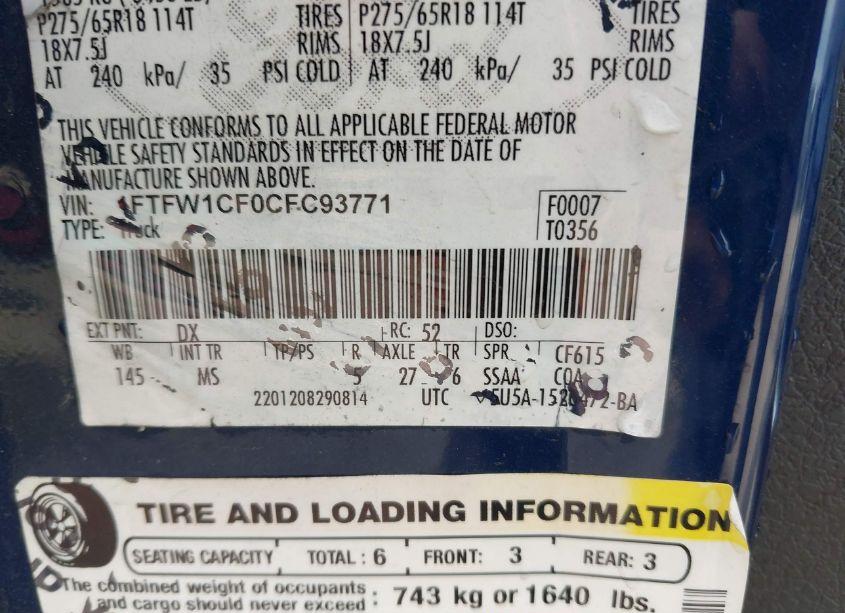 P275/65R18 114T TIRES P275/65R18 114T TIRES
18X7.5J RIMS 18X7.5J RIMS
AT 240 kPa/ 35 PSI COLD AT 240 kPa/ 35 PSI COLD
THIS VEHICLE CONFORMS TO ALL APPLICABLE FEDERAL MOTOR
VEHICLE SAFETY STANDARDS IN EFFECT ON THE DATE OF
MANUFACTURE SHOWN ABOVE.
VIN: 1FTFW1CF0CFC93771 F0007
TYPE: Truck T0356
EXT PNT: DX RC: 52 DSO:
WB INT TR TP/PS R AXLE TR SPR CF615
145 MS 5 27 6 SSAA
2201208290814 UTC
TIRE AND LOADING INFORMATION
SEATING CAPACITY TOTAL : 6 FRONT: 3 REAR: 3
The combined weight of occupants
and cargo should never exceed : 743 kg or 1640 lbs.